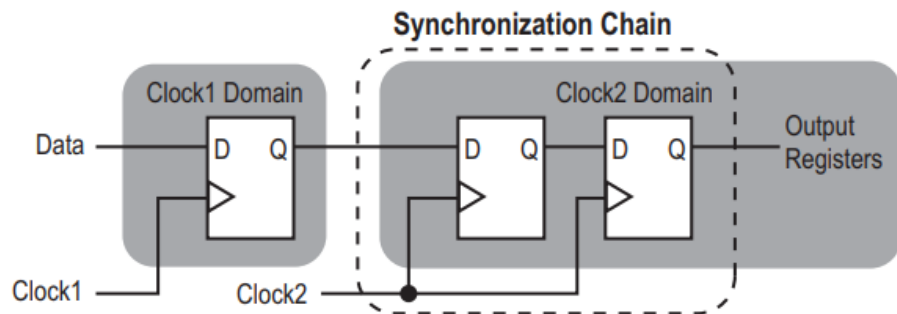 Synchronization Chain
Clock1 Domain
Clock2 Domain
Data
D
Q
D
Q
D
Q
Output
Registers
Clock1
Clock2